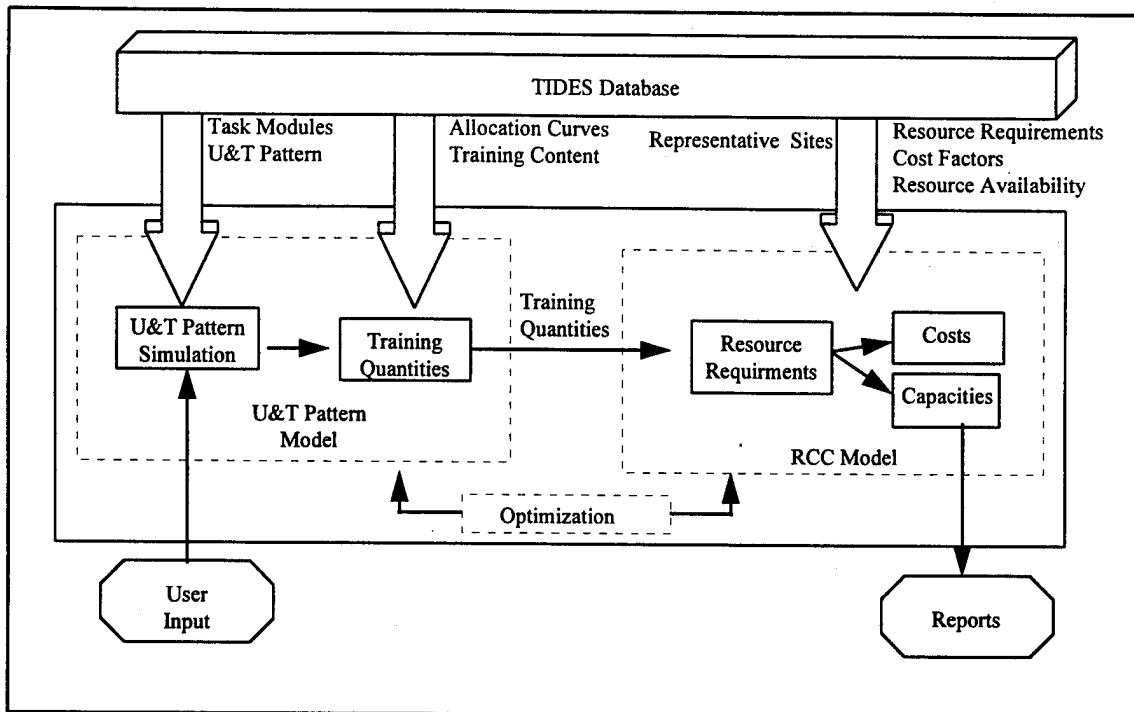 TIDES Database
Task Modules
U&T Pattern
Allocation Curves
Training Content
Representative Sites
Resource Requirements
Cost Factors
Resource Availability
U&T Pattern
Simulation
Training
Quantities
U&T Pattern
Model
Training
Quantities
Resource
Requirments
Costs
Capacities
RCC Model
Optimization
User
Input
Reports